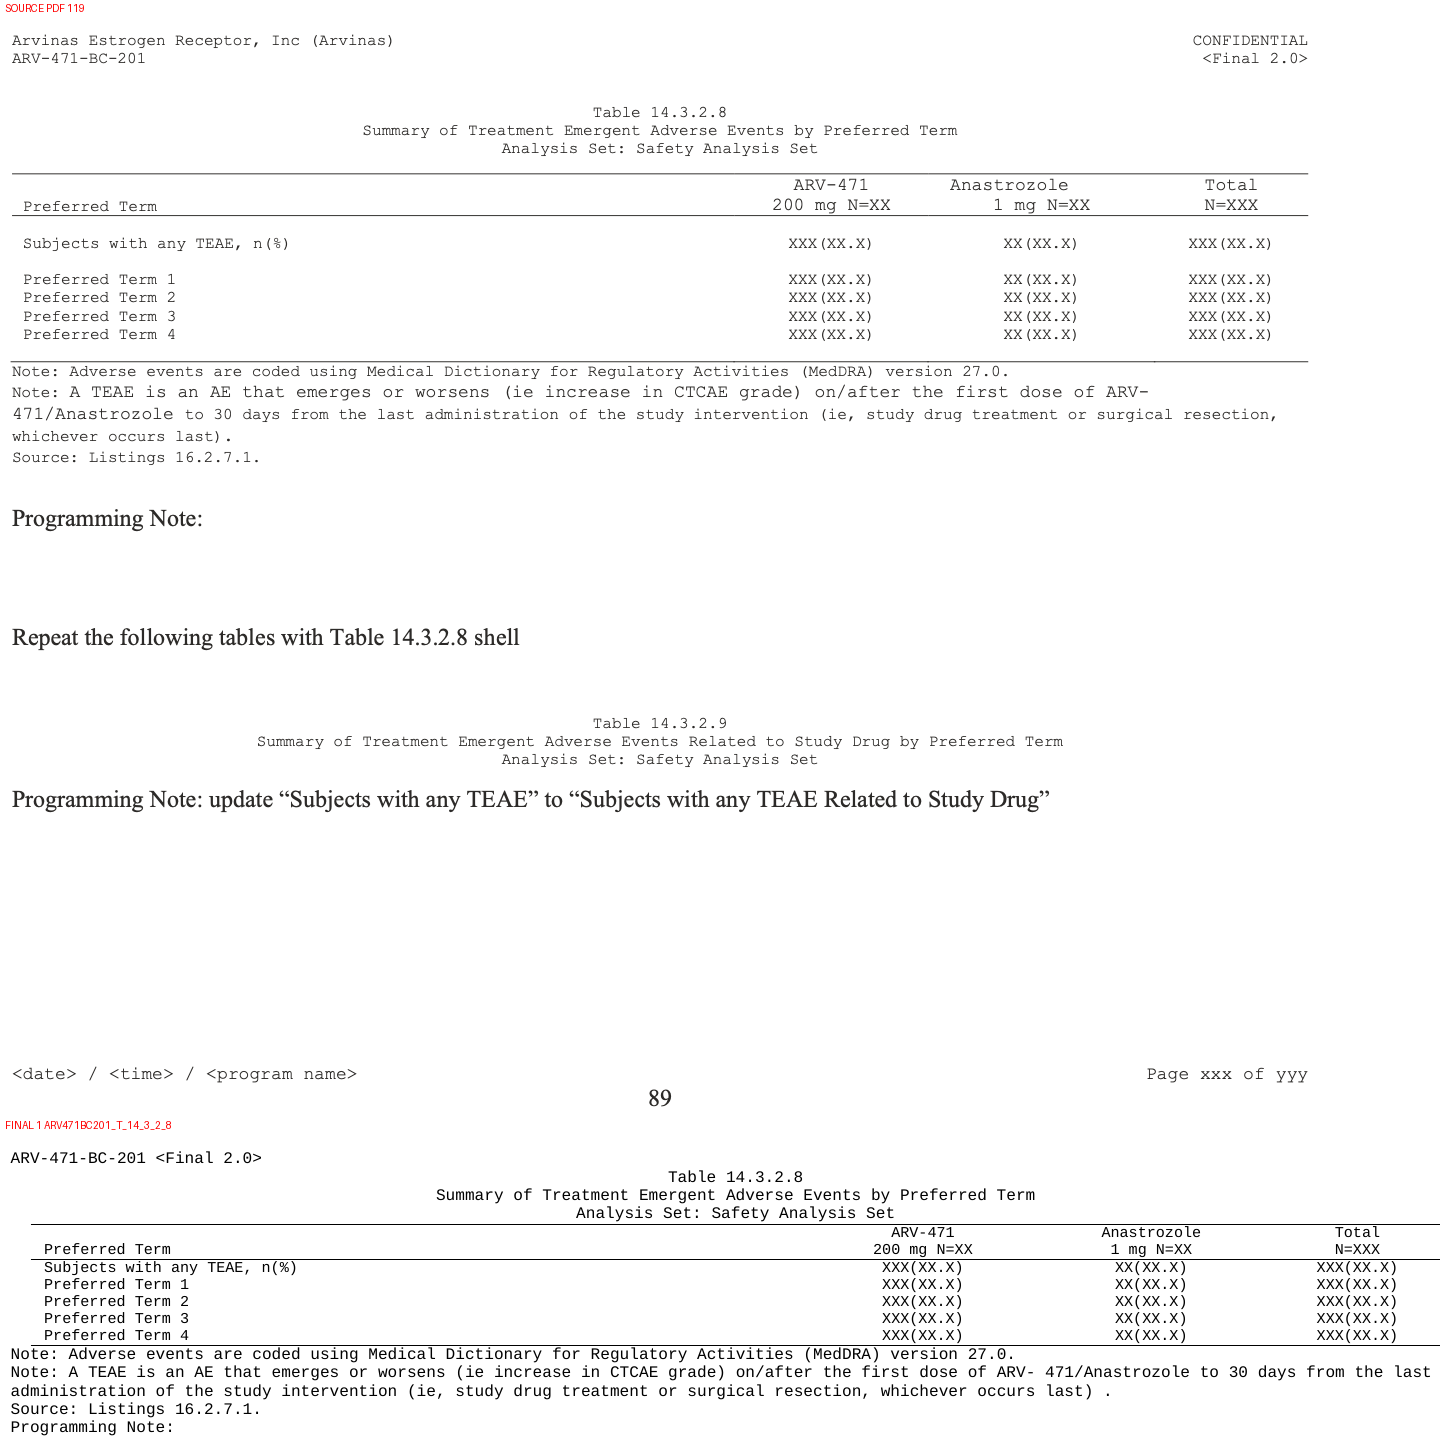 SOURCE PDF 119
Arvinas Estrogen Receptor, Inc (Arvinas) CONFIDENTIAL
ARV-471-BC-201 <Final 2.0>
Table 14.3.2.8
Summary of Treatment Emergent Adverse Events by Preferred Term
Analysis Set: Safety Analysis Set
ARV-471 Anastrozole Total
Preferred Term 200 mg N=XX 1 mg N=XX N=XXX
Subjects with any TEAE, n(%) XXX(XX.X) XX(XX.X) XXX(XX.X)
Preferred Term 1 XXX(XX.X) XX(XX.X) XXX(XX.X)
Preferred Term 2 XXX(XX.X) XX(XX.X) XXX(XX.X)
Preferred Term 3 XXX(XX.X) XX(XX.X) XXX(XX.X)
Preferred Term 4 XXX(XX.X) XX(XX.X) XXX(XX.X)
Note: Adverse events are coded using Medical Dictionary for Regulatory Activities (MedDRA) version 27.0.
Note: A TEAE is an AE that emerges or worsens (ie increase in CTCAE grade) on/after the first dose of ARV-
471/Anastrozole to 30 days from the last administration of the study intervention (ie, study drug treatment or surgical resection,
whichever occurs last).
Source: Listings 16.2.7.1.
Programming Note:
Repeat the following tables with Table 14.3.2.8 shell
Table 14.3.2.9
Summary of Treatment Emergent Adverse Events Related to Study Drug by Preferred Term
Analysis Set: Safety Analysis Set
Programming Note: update “Subjects with any TEAE” to “Subjects with any TEAE Related to Study Drug”
<date> / <time> / <program name> Page xxx of yyy
89
FINAL 1 ARV471BC201_T_14_3_2_8
ARV-471-BC-201 <Final 2.0>
Table 14.3.2.8
Summary of Treatment Emergent Adverse Events by Preferred Term
Analysis Set: Safety Analysis Set
ARV-471 Anastrozole Total
Preferred Term 200 mg N=XX 1 mg N=XX N=XXX
Subjects with any TEAE, n(%) XXX(XX.X) XX(XX.X) XXX(XX.X)
Preferred Term 1 XXX(XX.X) XX(XX.X) XXX(XX.X)
Preferred Term 2 XXX(XX.X) XX(XX.X) XXX(XX.X)
Preferred Term 3 XXX(XX.X) XX(XX.X) XXX(XX.X)
Preferred Term 4 XXX(XX.X) XX(XX.X) XXX(XX.X)
Note: Adverse events are coded using Medical Dictionary for Regulatory Activities (MedDRA) version 27.0.
Note: A TEAE is an AE that emerges or worsens (ie increase in CTCAE grade) on/after the first dose of ARV- 471/Anastrozole to 30 days from the last
administration of the study intervention (ie, study drug treatment or surgical resection, whichever occurs last) .
Source: Listings 16.2.7.1.
Programming Note: